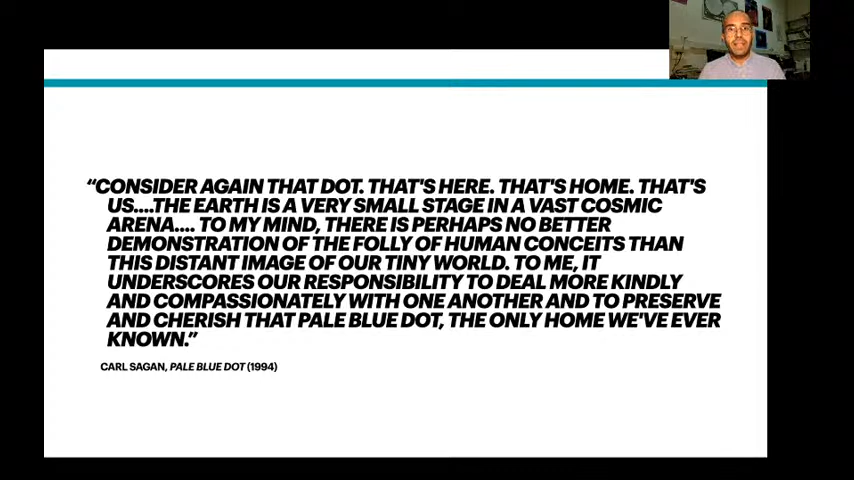 “CONSIDER AGAIN THAT DOT. THAT'S HERE. THAT'S HOME. THAT'S
US....THE EARTH IS A VERY SMALL STAGE IN A VAST COSMIC
ARENA.... TO MY MIND, THERE IS PERHAPS NO BETTER
DEMONSTRATION OF THE FOLLY OF HUMAN CONCEITS THAN
THIS DISTANT IMAGE OF OUR TINY WORLD. TO ME, IT
UNDERSCORES OUR RESPONSIBILITY TO DEAL MORE KINDLY
AND COMPASSIONATELY WITH ONE ANOTHER AND TO PRESERVE
AND CHERISH THAT PALE BLUE DOT, THE ONLY HOME WE'VE EVER
KNOWN.”
CARL SAGAN, PALE BLUE DOT (1994)